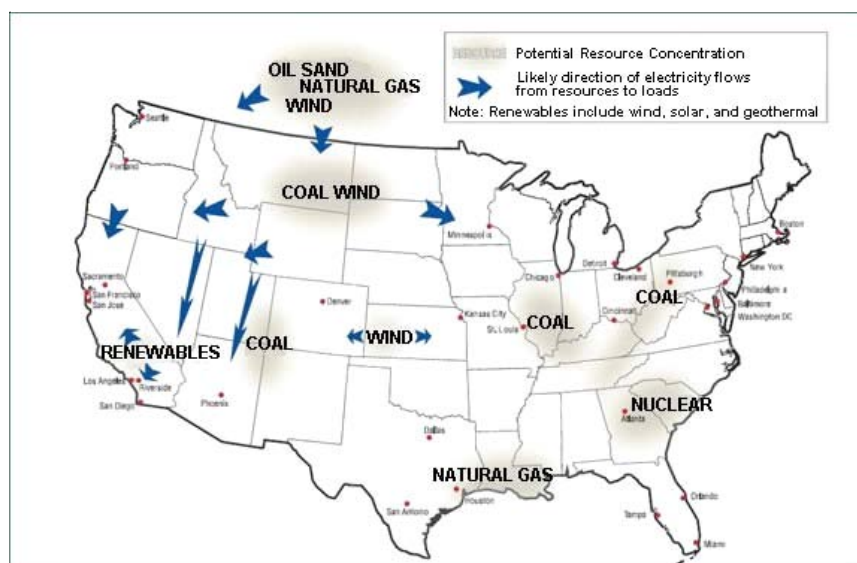 RESOURCE Potential Resource Concentration
Likely direction of electricity flows
from resources to loads
Note: Renewables include wind, solar, and geothermal
OIL SAND
NATURAL GAS
WIND
Seattle
Portland
COAL WIND
Minneapolis
Boston
Detroit
New York
Chicago
Cleveland
Pittsburgh
Philadelphia
Sacramento
San Francisco
San Jose
Denver
Kansas City
St. Louis
Cincinnati
COAL
COAL
Baltimore
Washington DC
RENEWABLES
COAL
WIND
Los Angeles
Riverside
San Diego
Phoenix
NUCLEAR
Atlanta
Dallas
NATURAL GAS
Houston
San Antonio
Orlando
Tampa
Miami